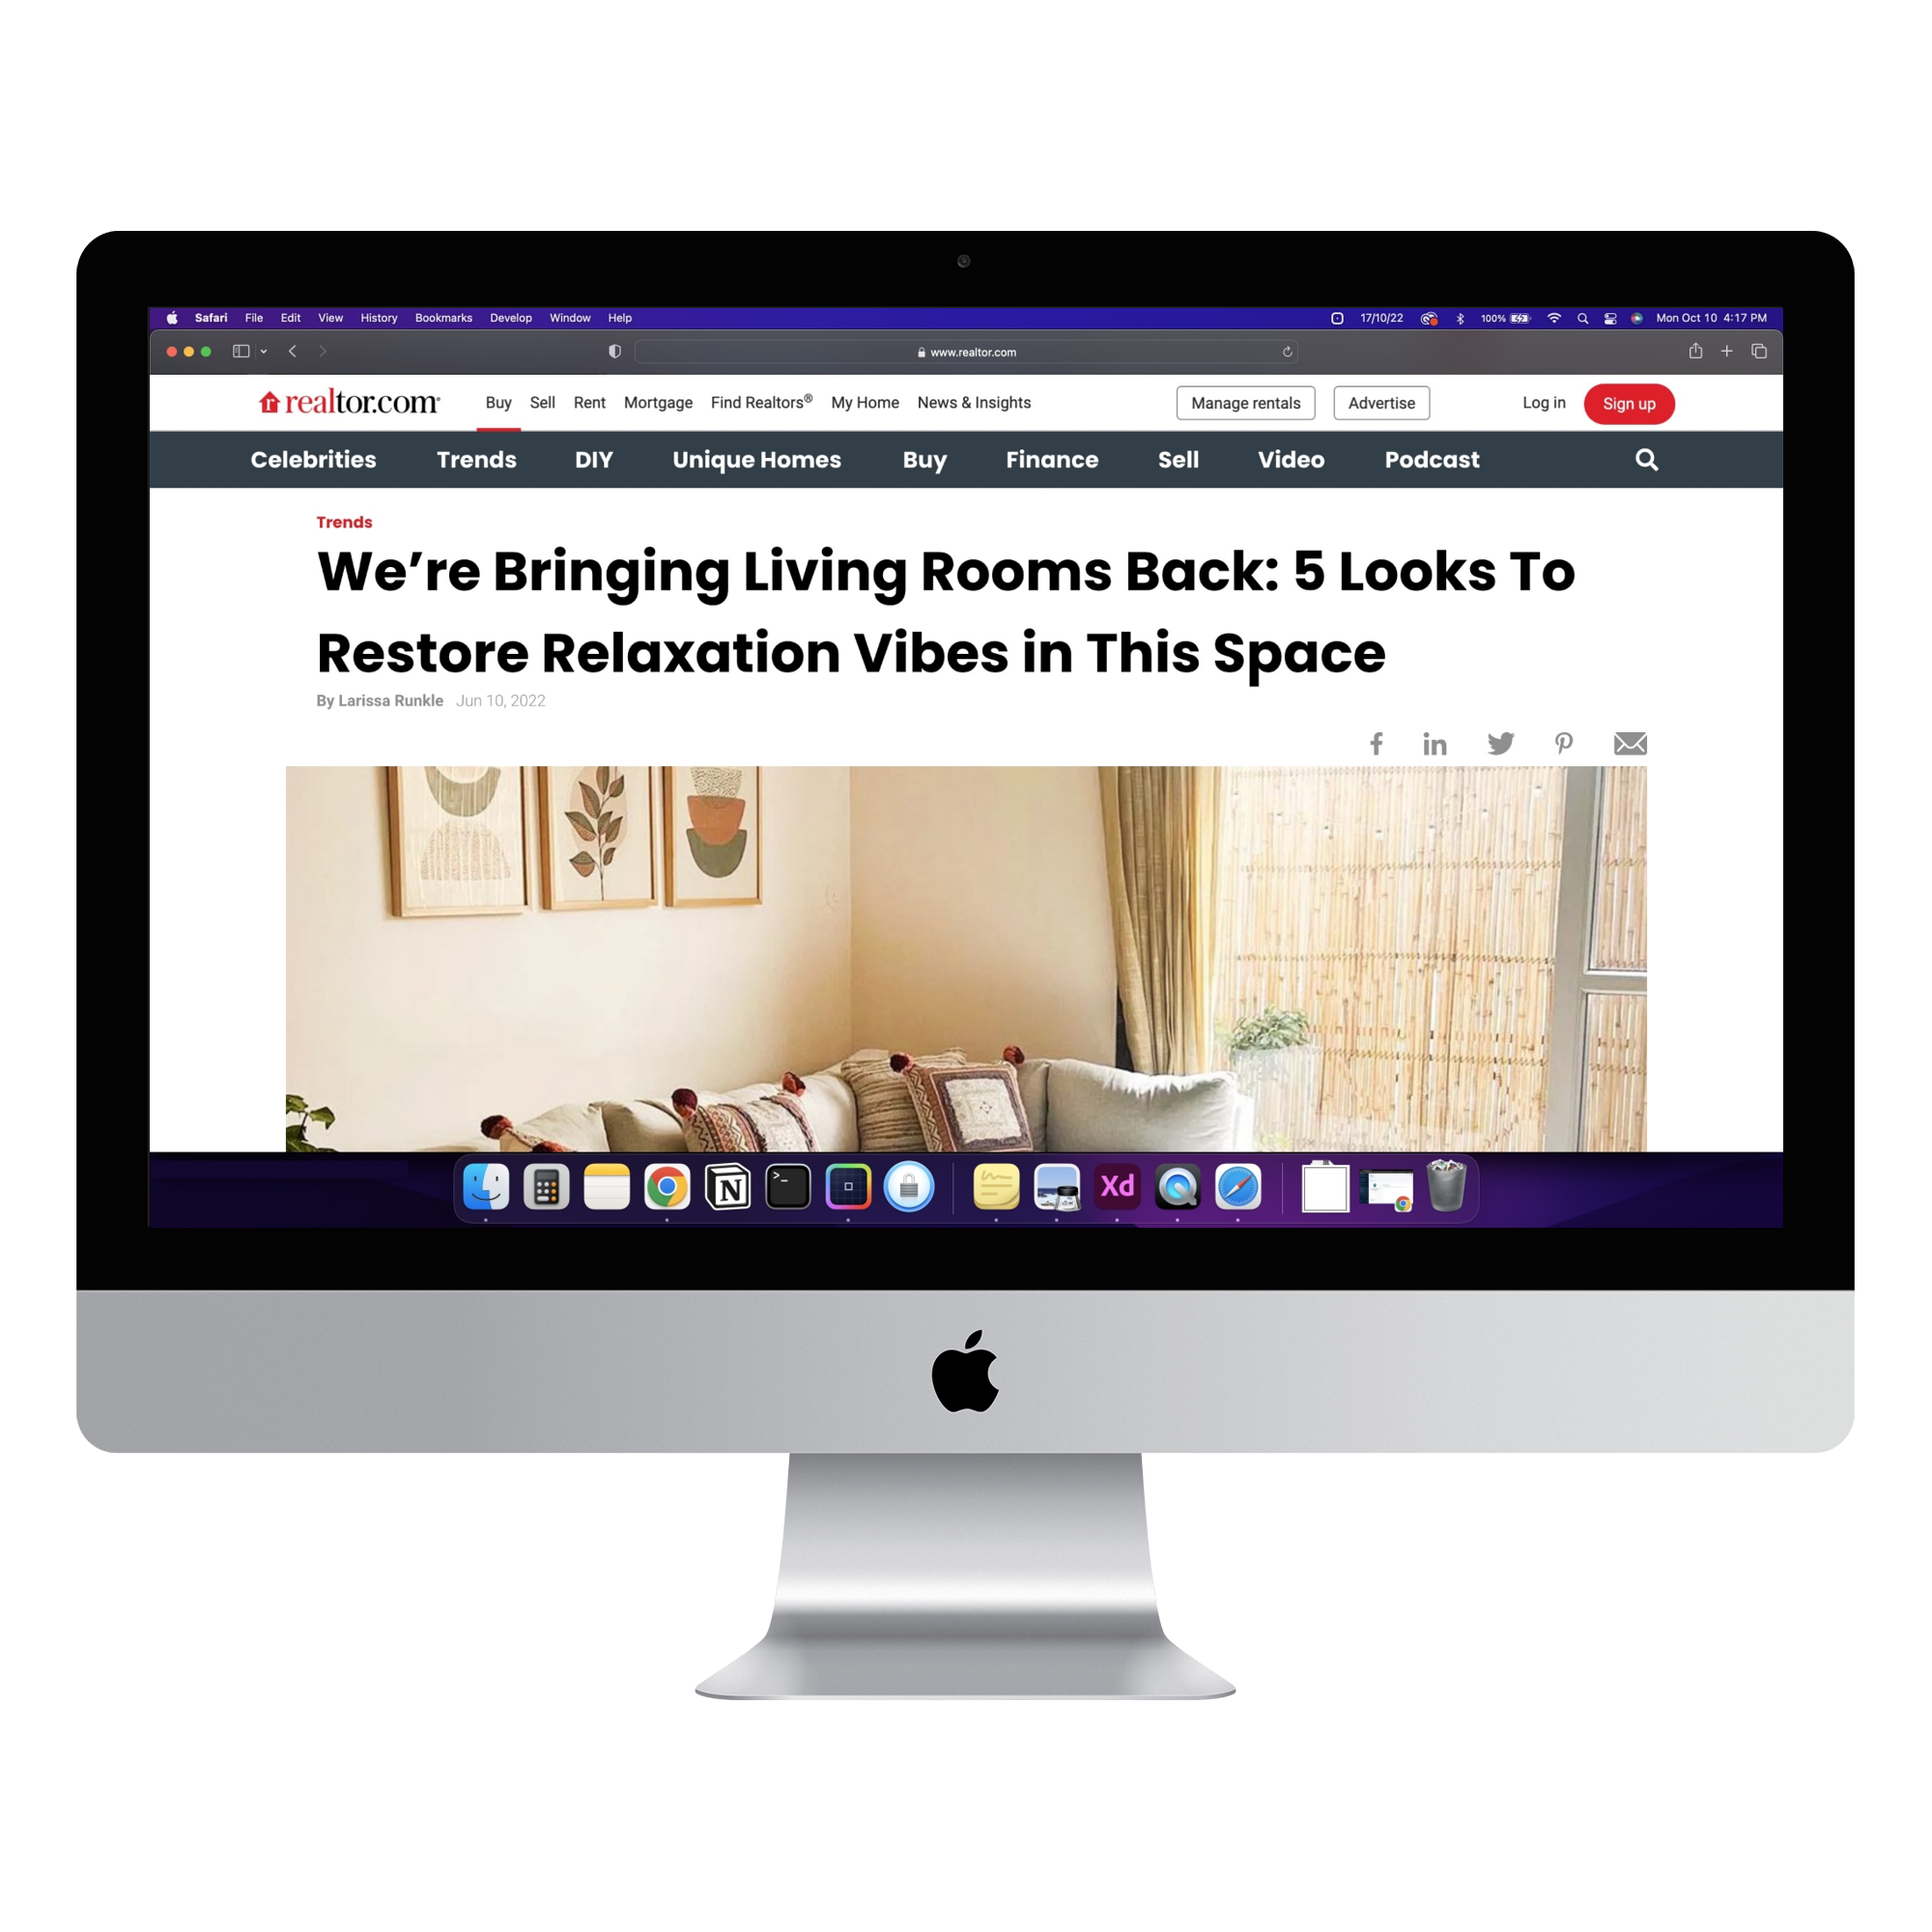 Safari File Edit View History Bookmarks Develop Window Help 17/10/22 100% Mon Oct 10 4:17 PM
www.realtor.com
realtor.com® Buy Sell Rent Mortgage Find Realtors® My Home News & Insights Manage rentals Advertise Log in Sign up
Celebrities Trends DIY Unique Homes Buy Finance Sell Video Podcast
Trends
We’re Bringing Living Rooms Back: 5 Looks To
Restore Relaxation Vibes in This Space
By Larissa Runkle Jun 10, 2022
N >_ Xd